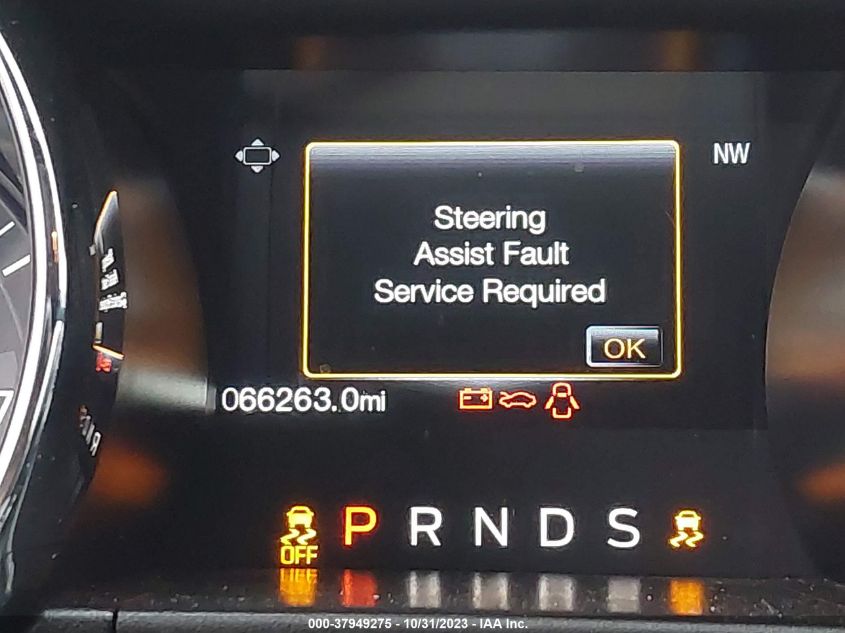 NW
Steering
Assist Fault
Service Required
OK
066263.0mi
OFF
P R N D S
000-37949275 - 10/31/2023 - IAA Inc.